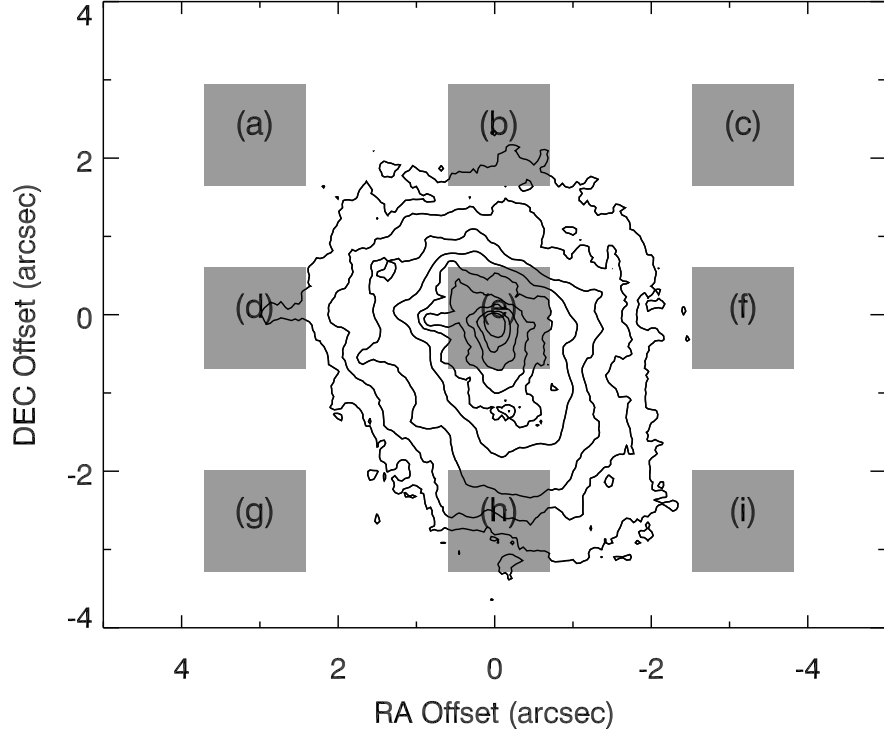 4
(a) (b) (c)
2
(d) (e) (f)
0
DEC Offset (arcsec)
-2
(g) (h) (i)
-4
4 2 0 -2 -4
RA Offset (arcsec)